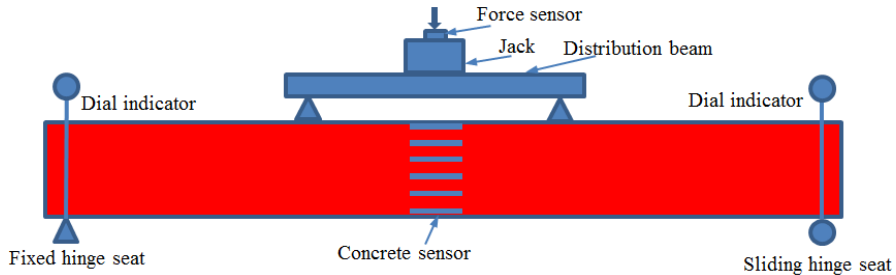 Force sensor
Jack
Distribution beam
Dial indicator
Dial indicator
Fixed hinge seat
Concrete sensor
Sliding hinge seat